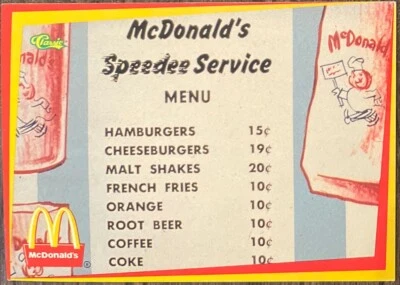 Classic
McDonald's
Speedee Service
MENU
HAMBURGERS 15¢
CHEESEBURGERS 19¢
MALT SHAKES 20¢
FRENCH FRIES 10¢
ORANGE 10¢
ROOT BEER 10¢
COFFEE 10¢
COKE 10¢
McDonald
McDonald's
®